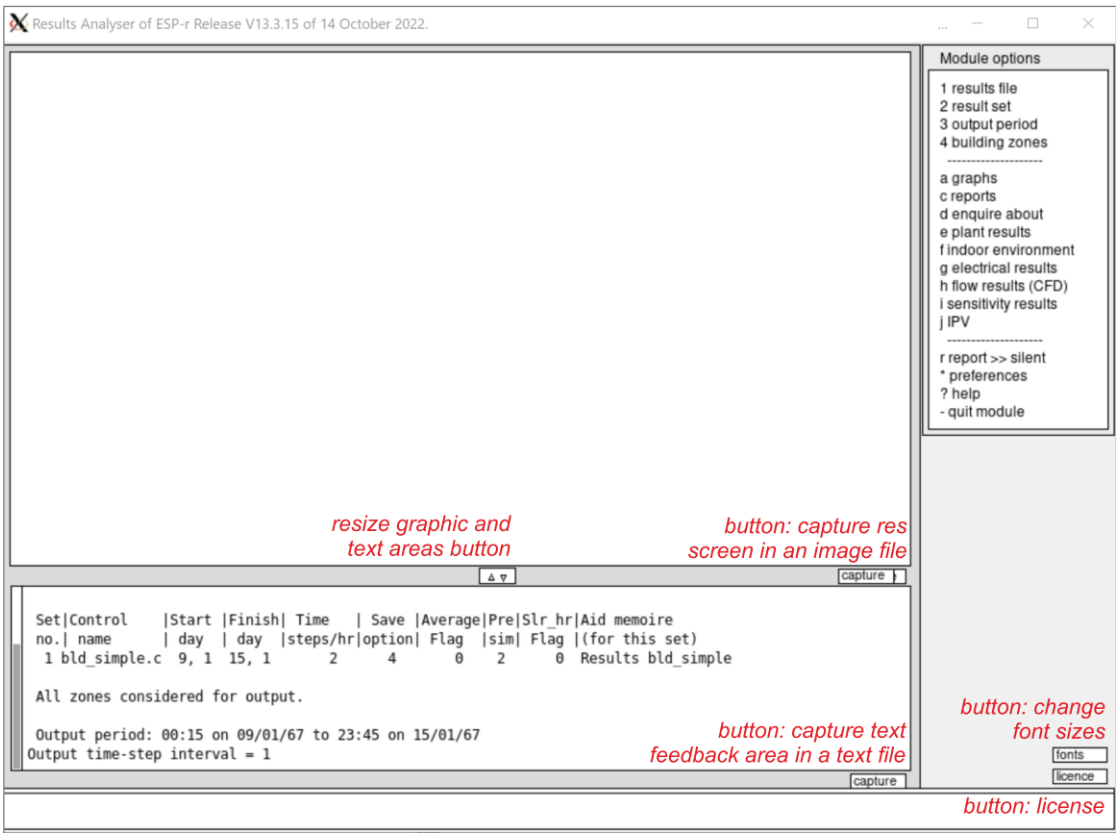 Results Analyser of ESP-r Release V13.3.15 of 14 October 2022.
Module options
1 results file
2 result set
3 output period
4 building zones
--------------------
a graphs
c reports
d enquire about
e plant results
f indoor environment
g electrical results
h flow results (CFD)
i sensitivity results
j IPV
--------------------
r report >> silent
* preferences
? help
- quit module
resize graphic and
text areas button
button: capture res
screen in an image file
capture
Set|Control    |Start |Finish| Time   | Save |Average|Pre|Slr_hr|Aid memoire
no.| name      | day  | day  |steps/hr|option| Flag  |sim| Flag |(for this set)
1 bld_simple.c  9, 1  15, 1      2      4       0    2      0  Results bld_simple
All zones considered for output.
Output period: 00:15 on 09/01/67 to 23:45 on 15/01/67
Output time-step interval = 1
button: capture text
feedback area in a text file
capture
button: change
font sizes
fonts
licence
button: license